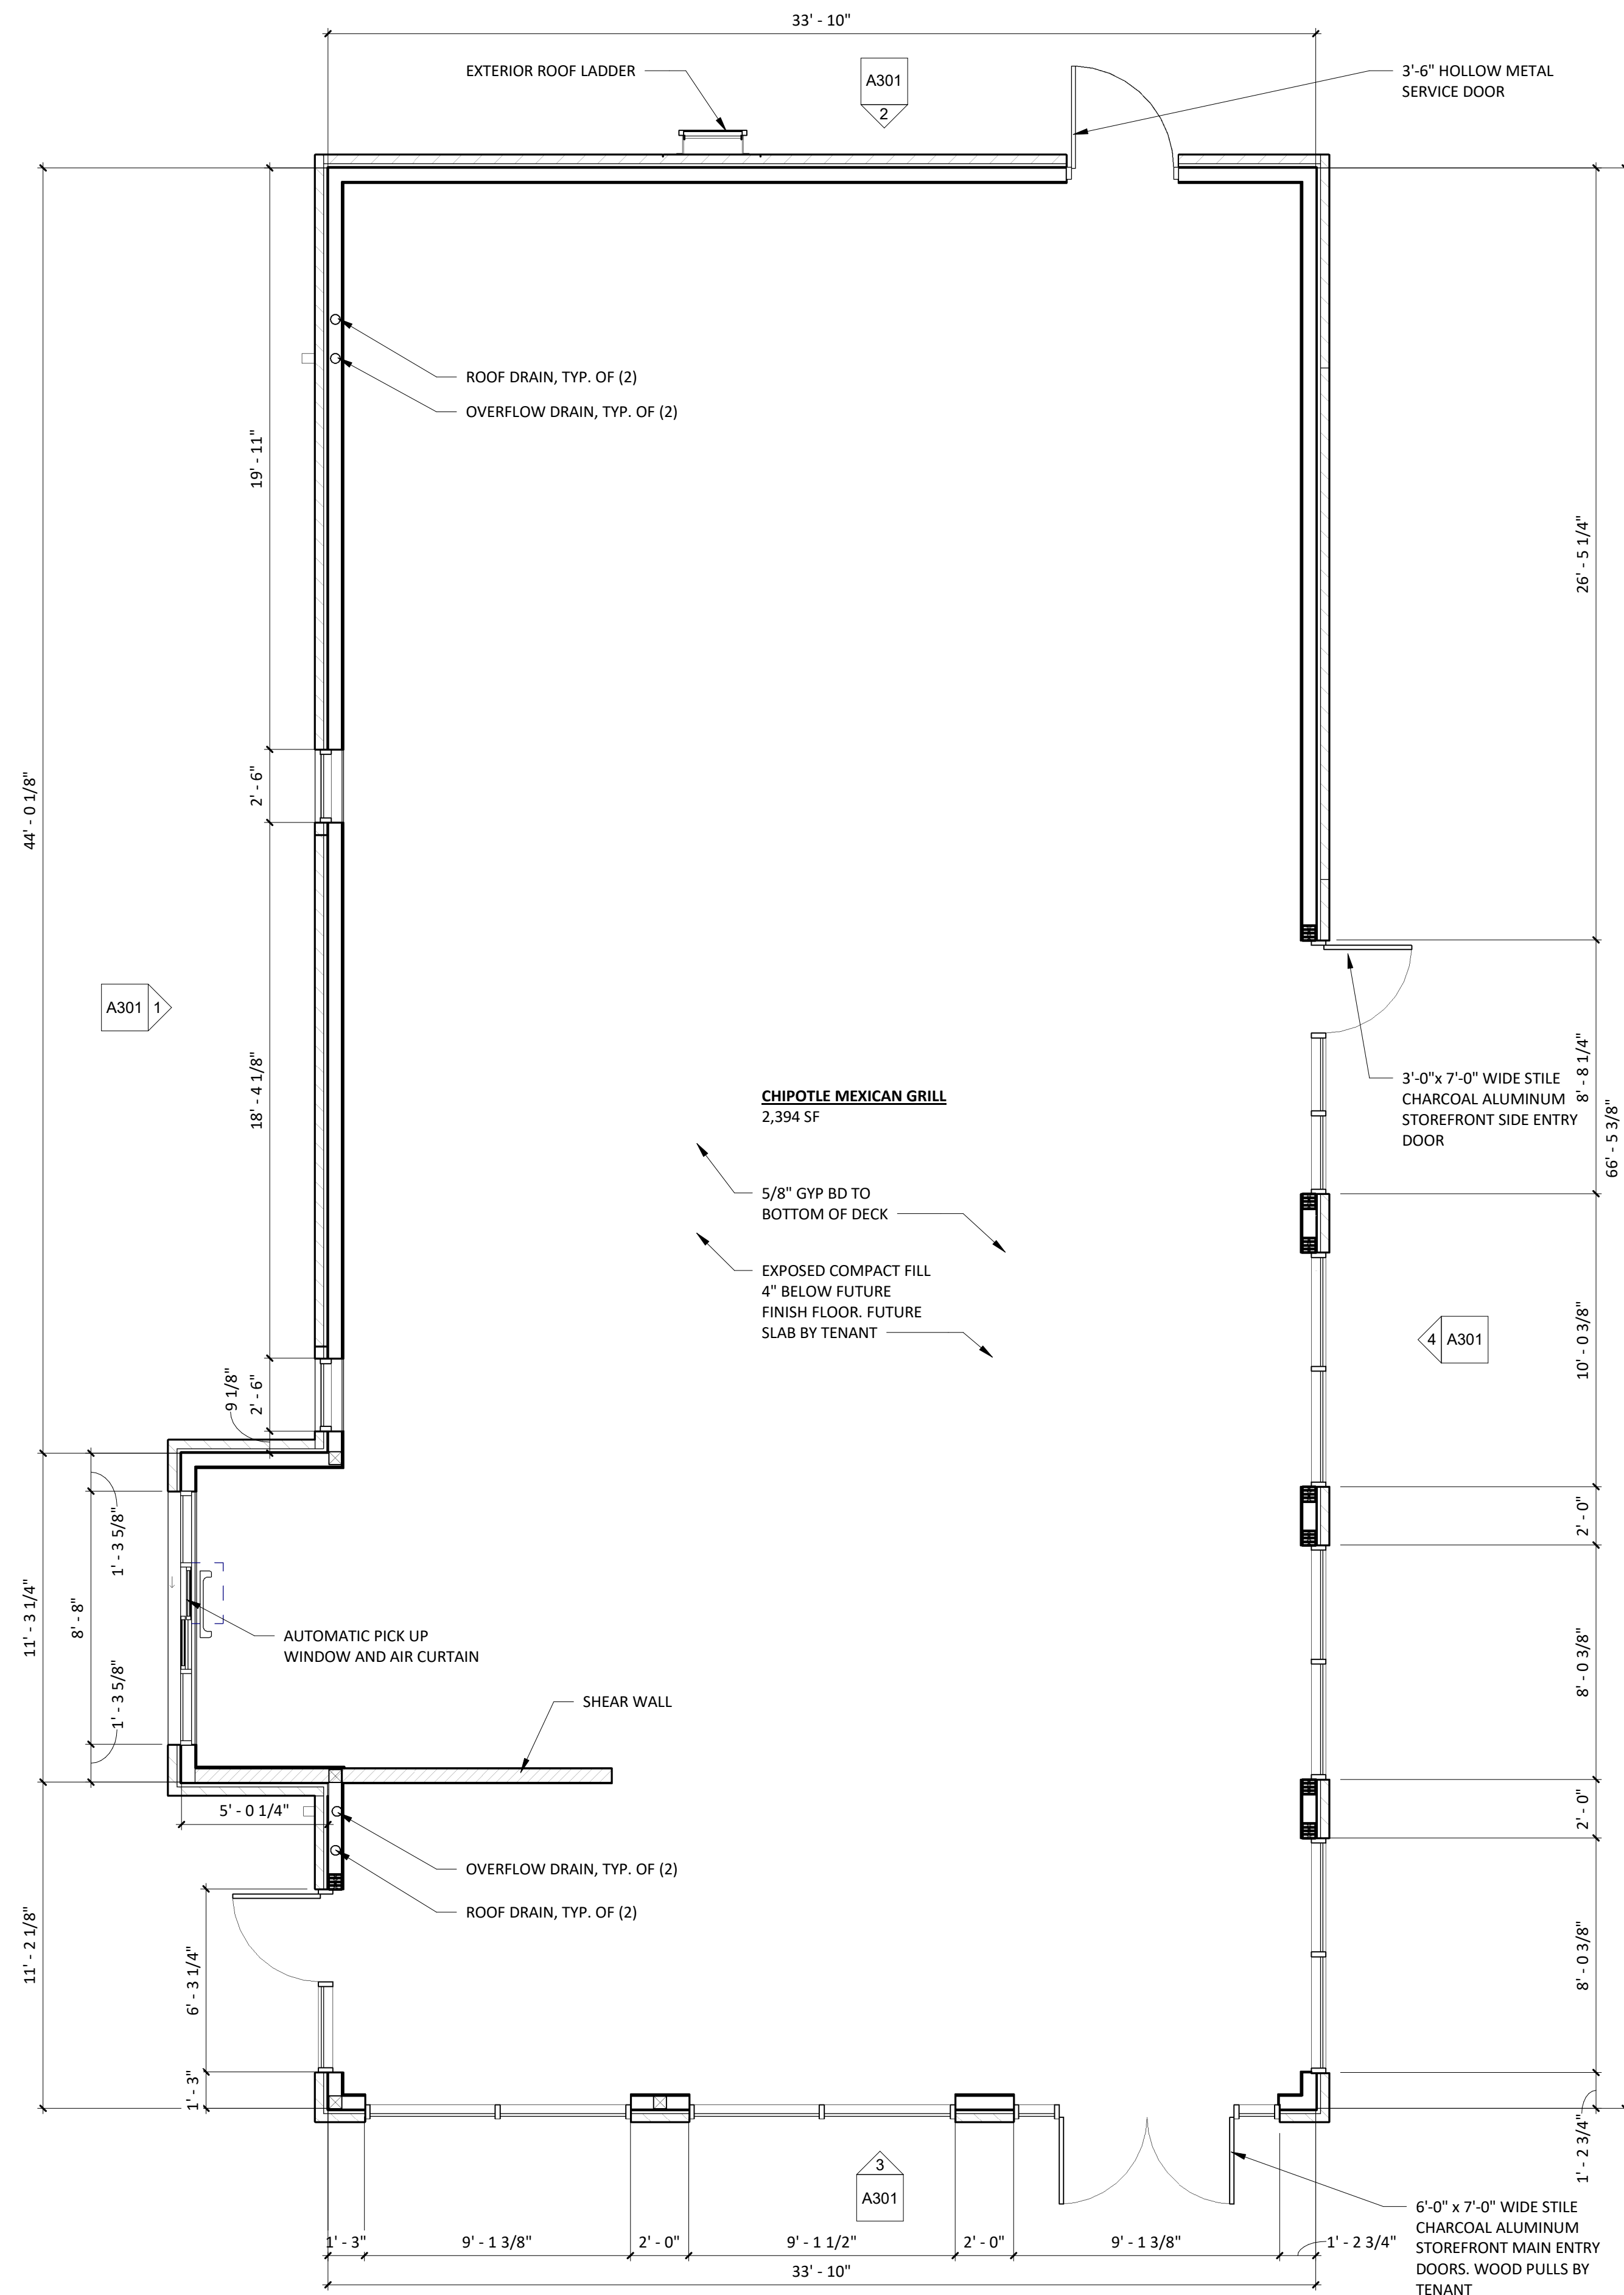 33' - 10"
EXTERIOR ROOF LADDER
A301
2
3'-6" HOLLOW METAL
SERVICE DOOR
ROOF DRAIN, TYP. OF (2)
OVERFLOW DRAIN, TYP. OF (2)
19' - 11"
26' - 5 1/4"
2' - 6"
44' - 0 1/8"
A301
1
18' - 4 1/8"
CHIPOTLE MEXICAN GRILL
2,394 SF
3'-0"x 7'-0" WIDE STILE
CHARCOAL ALUMINUM
STOREFRONT SIDE ENTRY
DOOR
8' - 8 1/4"
66' - 5 3/8"
5/8" GYP BD TO
BOTTOM OF DECK
EXPOSED COMPACT FILL
4" BELOW FUTURE
FINISH FLOOR. FUTURE
SLAB BY TENANT
4
A301
10' - 0 3/8"
9 1/8"
2' - 6"
2' - 0"
1' - 3 5/8"
11' - 3 1/4"
8' - 8"
1' - 3 5/8"
AUTOMATIC PICK UP
WINDOW AND AIR CURTAIN
8' - 0 3/8"
SHEAR WALL
5' - 0 1/4"
2' - 0"
OVERFLOW DRAIN, TYP. OF (2)
ROOF DRAIN, TYP. OF (2)
11' - 2 1/8"
6' - 3 1/4"
8' - 0 3/8"
1' - 3"
1' - 2 3/4"
3
A301
6'-0" x 7'-0" WIDE STILE
CHARCOAL ALUMINUM
STOREFRONT MAIN ENTRY
DOORS. WOOD PULLS BY
TENANT
1' - 3"
9' - 1 3/8"
2' - 0"
9' - 1 1/2"
2' - 0"
9' - 1 3/8"
1' - 2 3/4"
33' - 10"